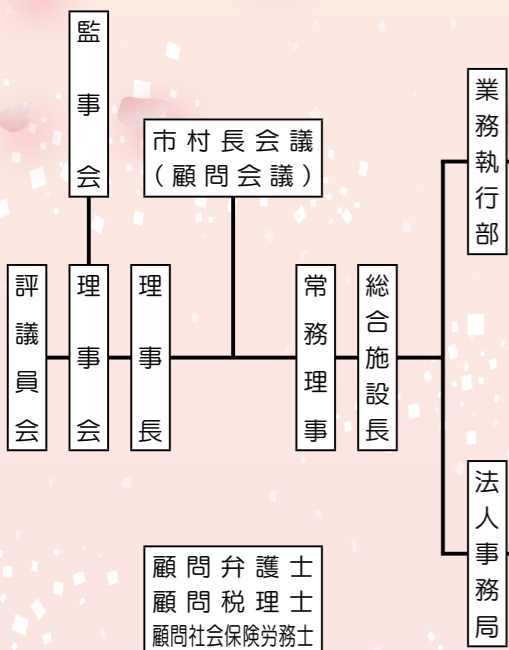 監事会
市村長会議
（顧問会議）
業務執行部
評議員会
理事会
理事長
常務理事
総合施設長
法人事務局
顧問弁護士
顧問税理士
顧問社会保険労務士